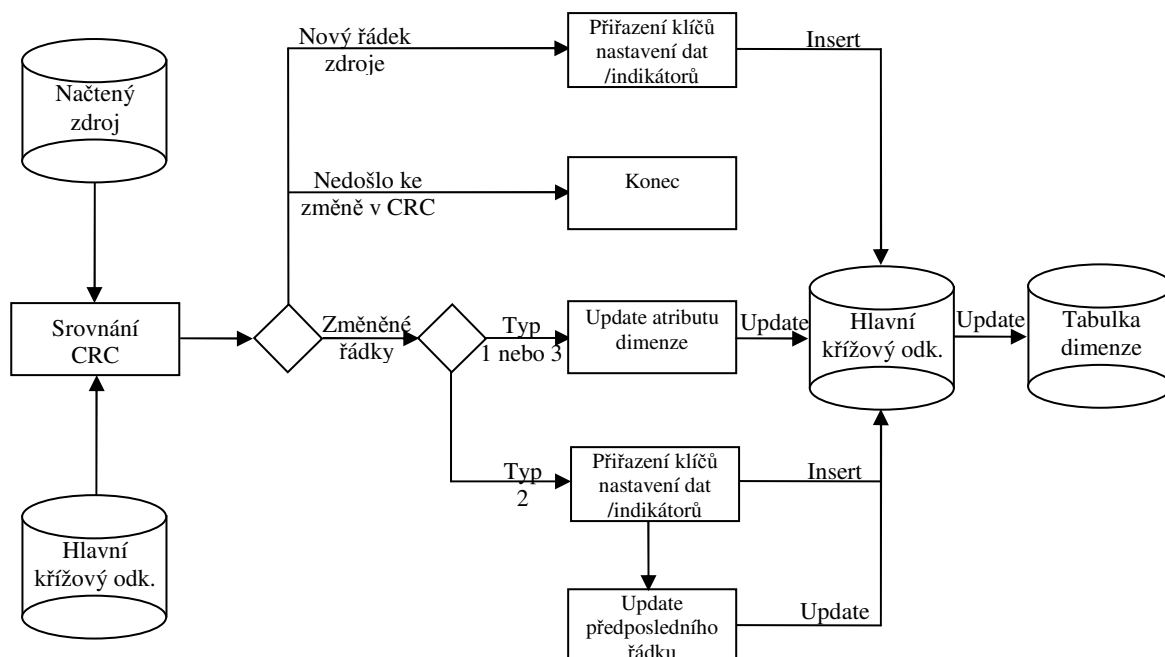 Nový řádek
zdroje
Přiřazení klíčů
nastavení dat
/indikátorů
Insert
Načtený
zdroj
Nedošlo ke
změně v CRC
Konec
Srovnání
CRC
Změněné
řádky
Typ
1 nebo 3
Update atributu
dimenze
Update
Hlavní
křížový odk.
Update
Tabulka
dimenze
Typ
2
Přiřazení klíčů
nastavení dat
/indikátorů
Insert
Hlavní
křížový odk.
Update
předposledního
řádku
Update